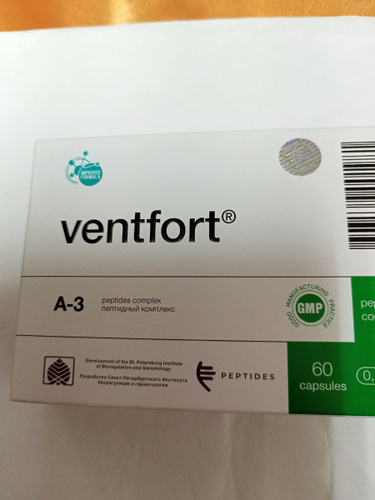 IMPROVED
FORMULA
ventfort®
A-3
peptides complex
пептидный комплекс
GOOD MANUFACTURING PRACTICE
GMP
Development of the St. Petersburg Institute
of Bioregulation and Gerontology
Разработка Санкт-Петербургского Института
биорегуляции и геронтологии
PEPTIDES
60
capsules